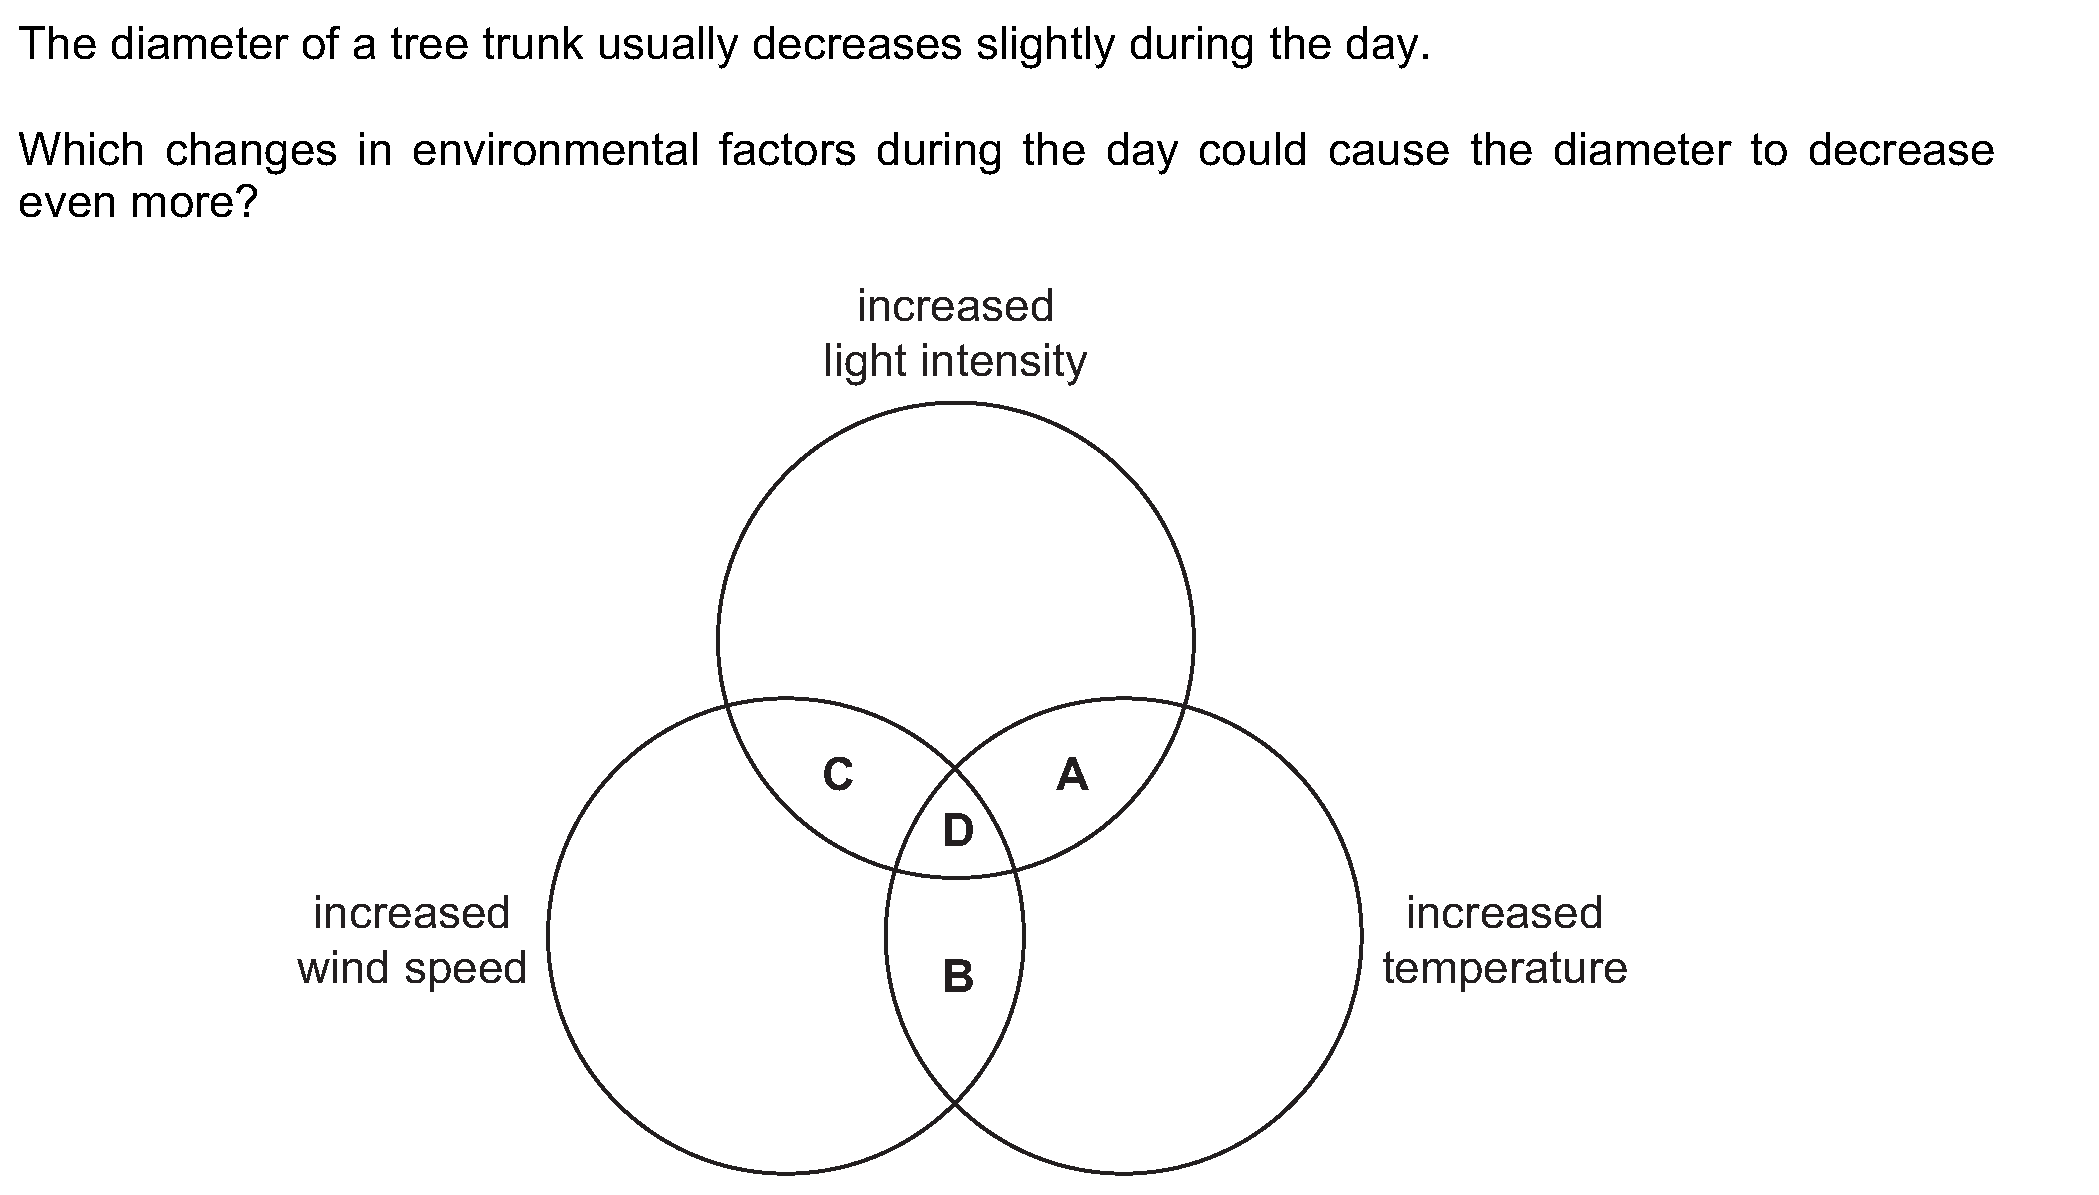 The diameter of a tree trunk usually decreases slightly during the day.
Which changes in environmental factors during the day could cause the diameter to decrease
even more?
increased
light intensity
C
A
D
increased
wind speed
increased
temperature
B